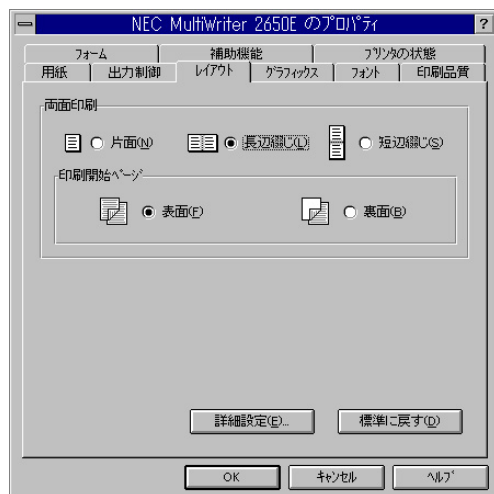 NEC MultiWriter 2650E のﾌﾟﾛﾊﾟﾃｨ ?
ﾌｫｰﾑ 補助機能 ﾌﾟﾘﾝﾀの状態
用紙 出力制御 ﾚｲｱｳﾄ ｸﾞﾗﾌｨｯｸｽ ﾌｫﾝﾄ 印刷品質
両面印刷
片面(N) 長辺綴じ(L) 短辺綴じ(S)
印刷開始ﾍﾟｰｼﾞ
表面(F) 裏面(B)
詳細設定(E)... 標準に戻す(D)
OK ｷｬﾝｾﾙ ﾍﾙﾌﾟ